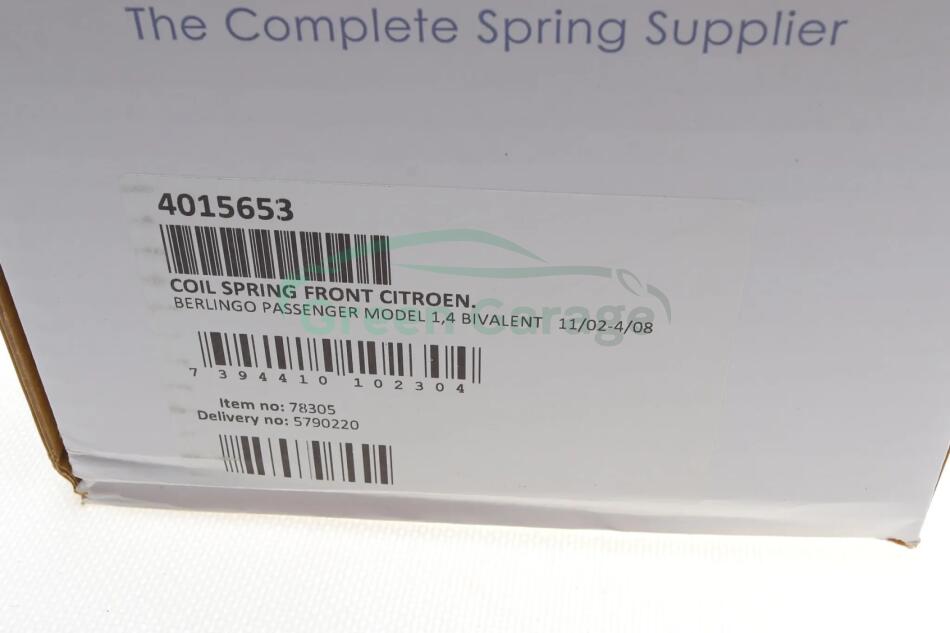 The Complete Spring Supplier
4015653
COIL SPRING FRONT CITROEN.
BERLINGO PASSENGER MODEL 1,4 BIVALENT 11/02-4/08
Green Garage
7 394410 102304
Item no: 78305
Delivery no: 5790220